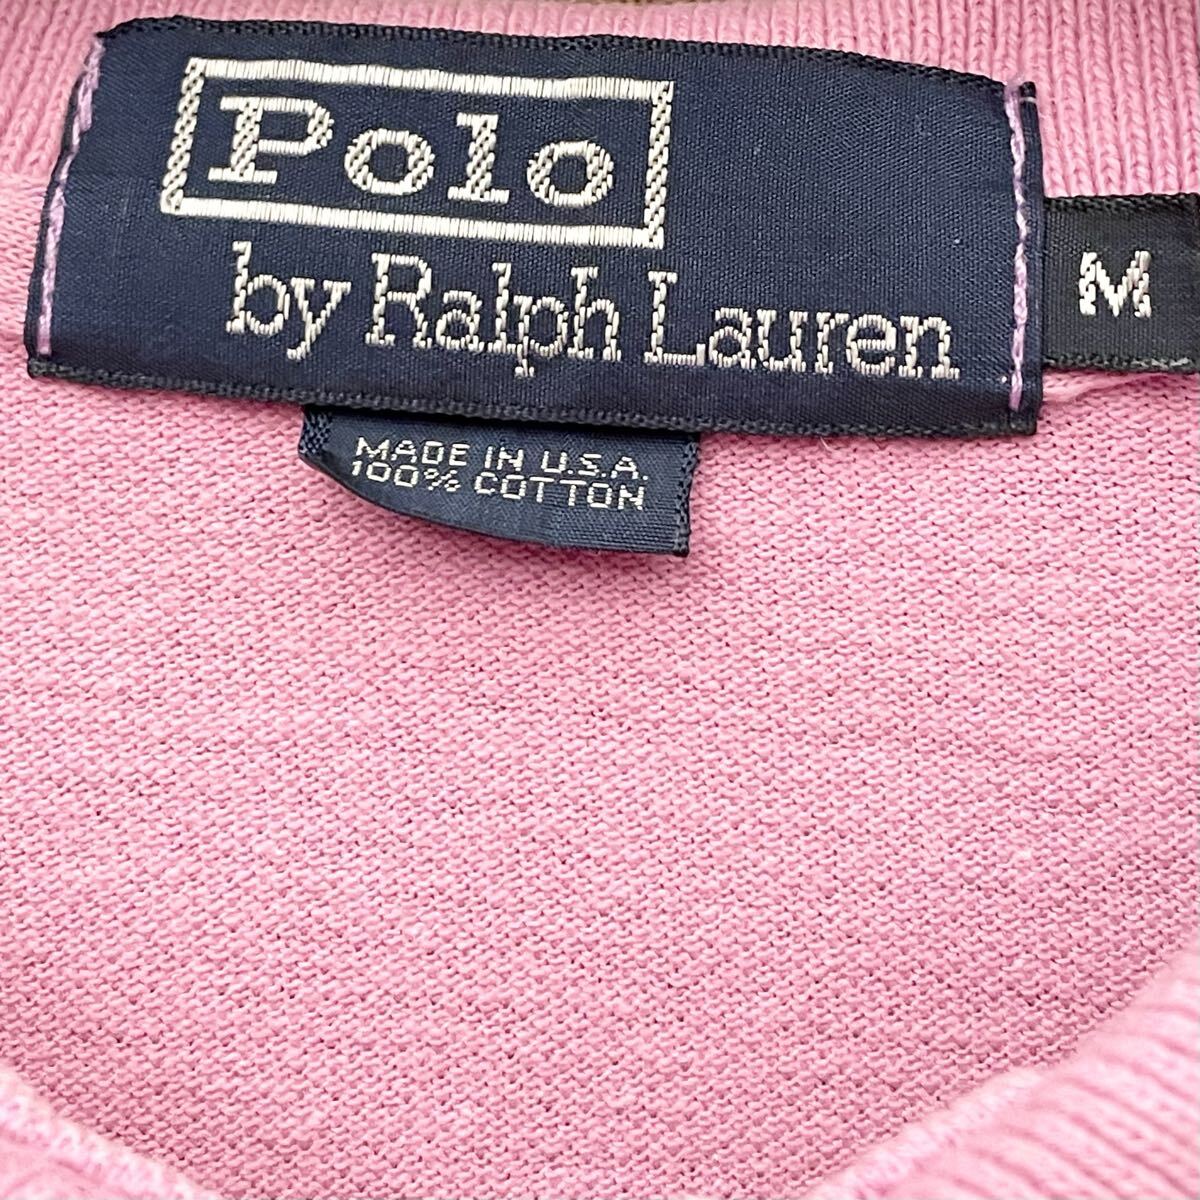 Polo
by Ralph Lauren
M
MADE IN U.S.A.
100% COTTON